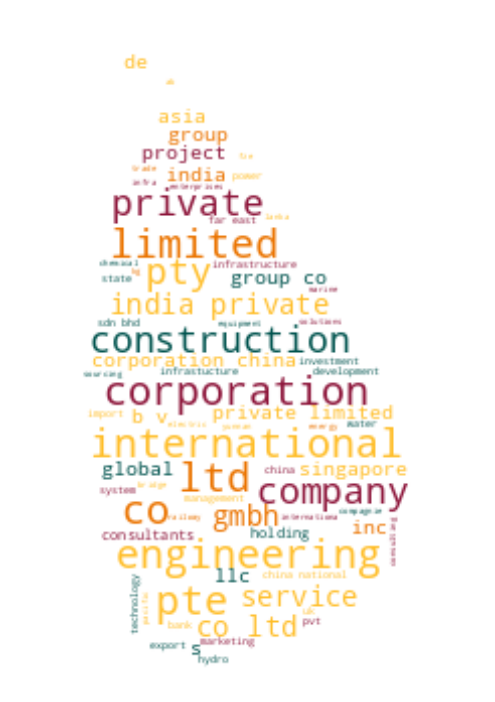 de
asia
group
project
trade
india power
infra enterprises
private
far east lanka
limited
chemical infrastructure
pty
state group co
marine
india private
sdn bhd equipment solutions
construction
corporation china investment
sourcing infrastucture development
corporation
import b v private limited
electric energy water
international
global ltd china singapore
system bridge company
management
co railway gmbh internationa compagnie
inc
consultants holding consulting
engineering
llc china national
technology pacific pte service
uk
bank co ltd pvt
export s marketing
hydro